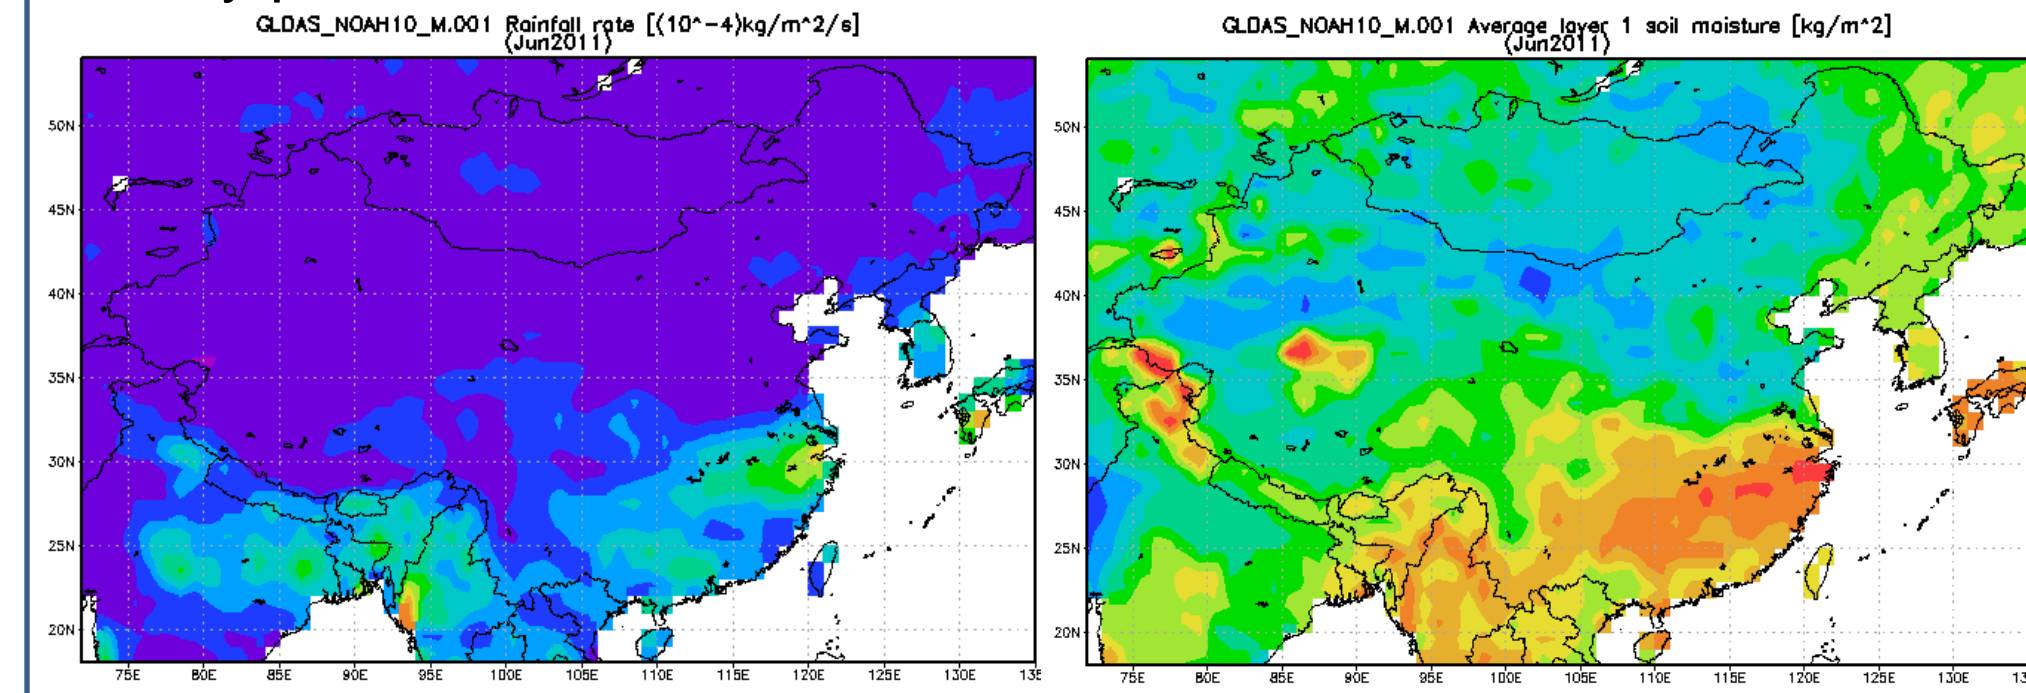 GLDAS_NOAH10_M.001 Rainfall rate [(10^-4)kg/m^2/s]
(Jun2011)
50N
45N
40N
35N
30N
25N
20N
75E 80E 85E 90E 95E 100E 105E 110E 115E 120E 125E 130E 135
GLDAS_NOAH10_M.001 Average layer 1 soil moisture [kg/m^2]
(Jun2011)
50N
45N
40N
35N
30N
25N
20N
75E 80E 85E 90E 95E 100E 105E 110E 115E 120E 125E 130E 13